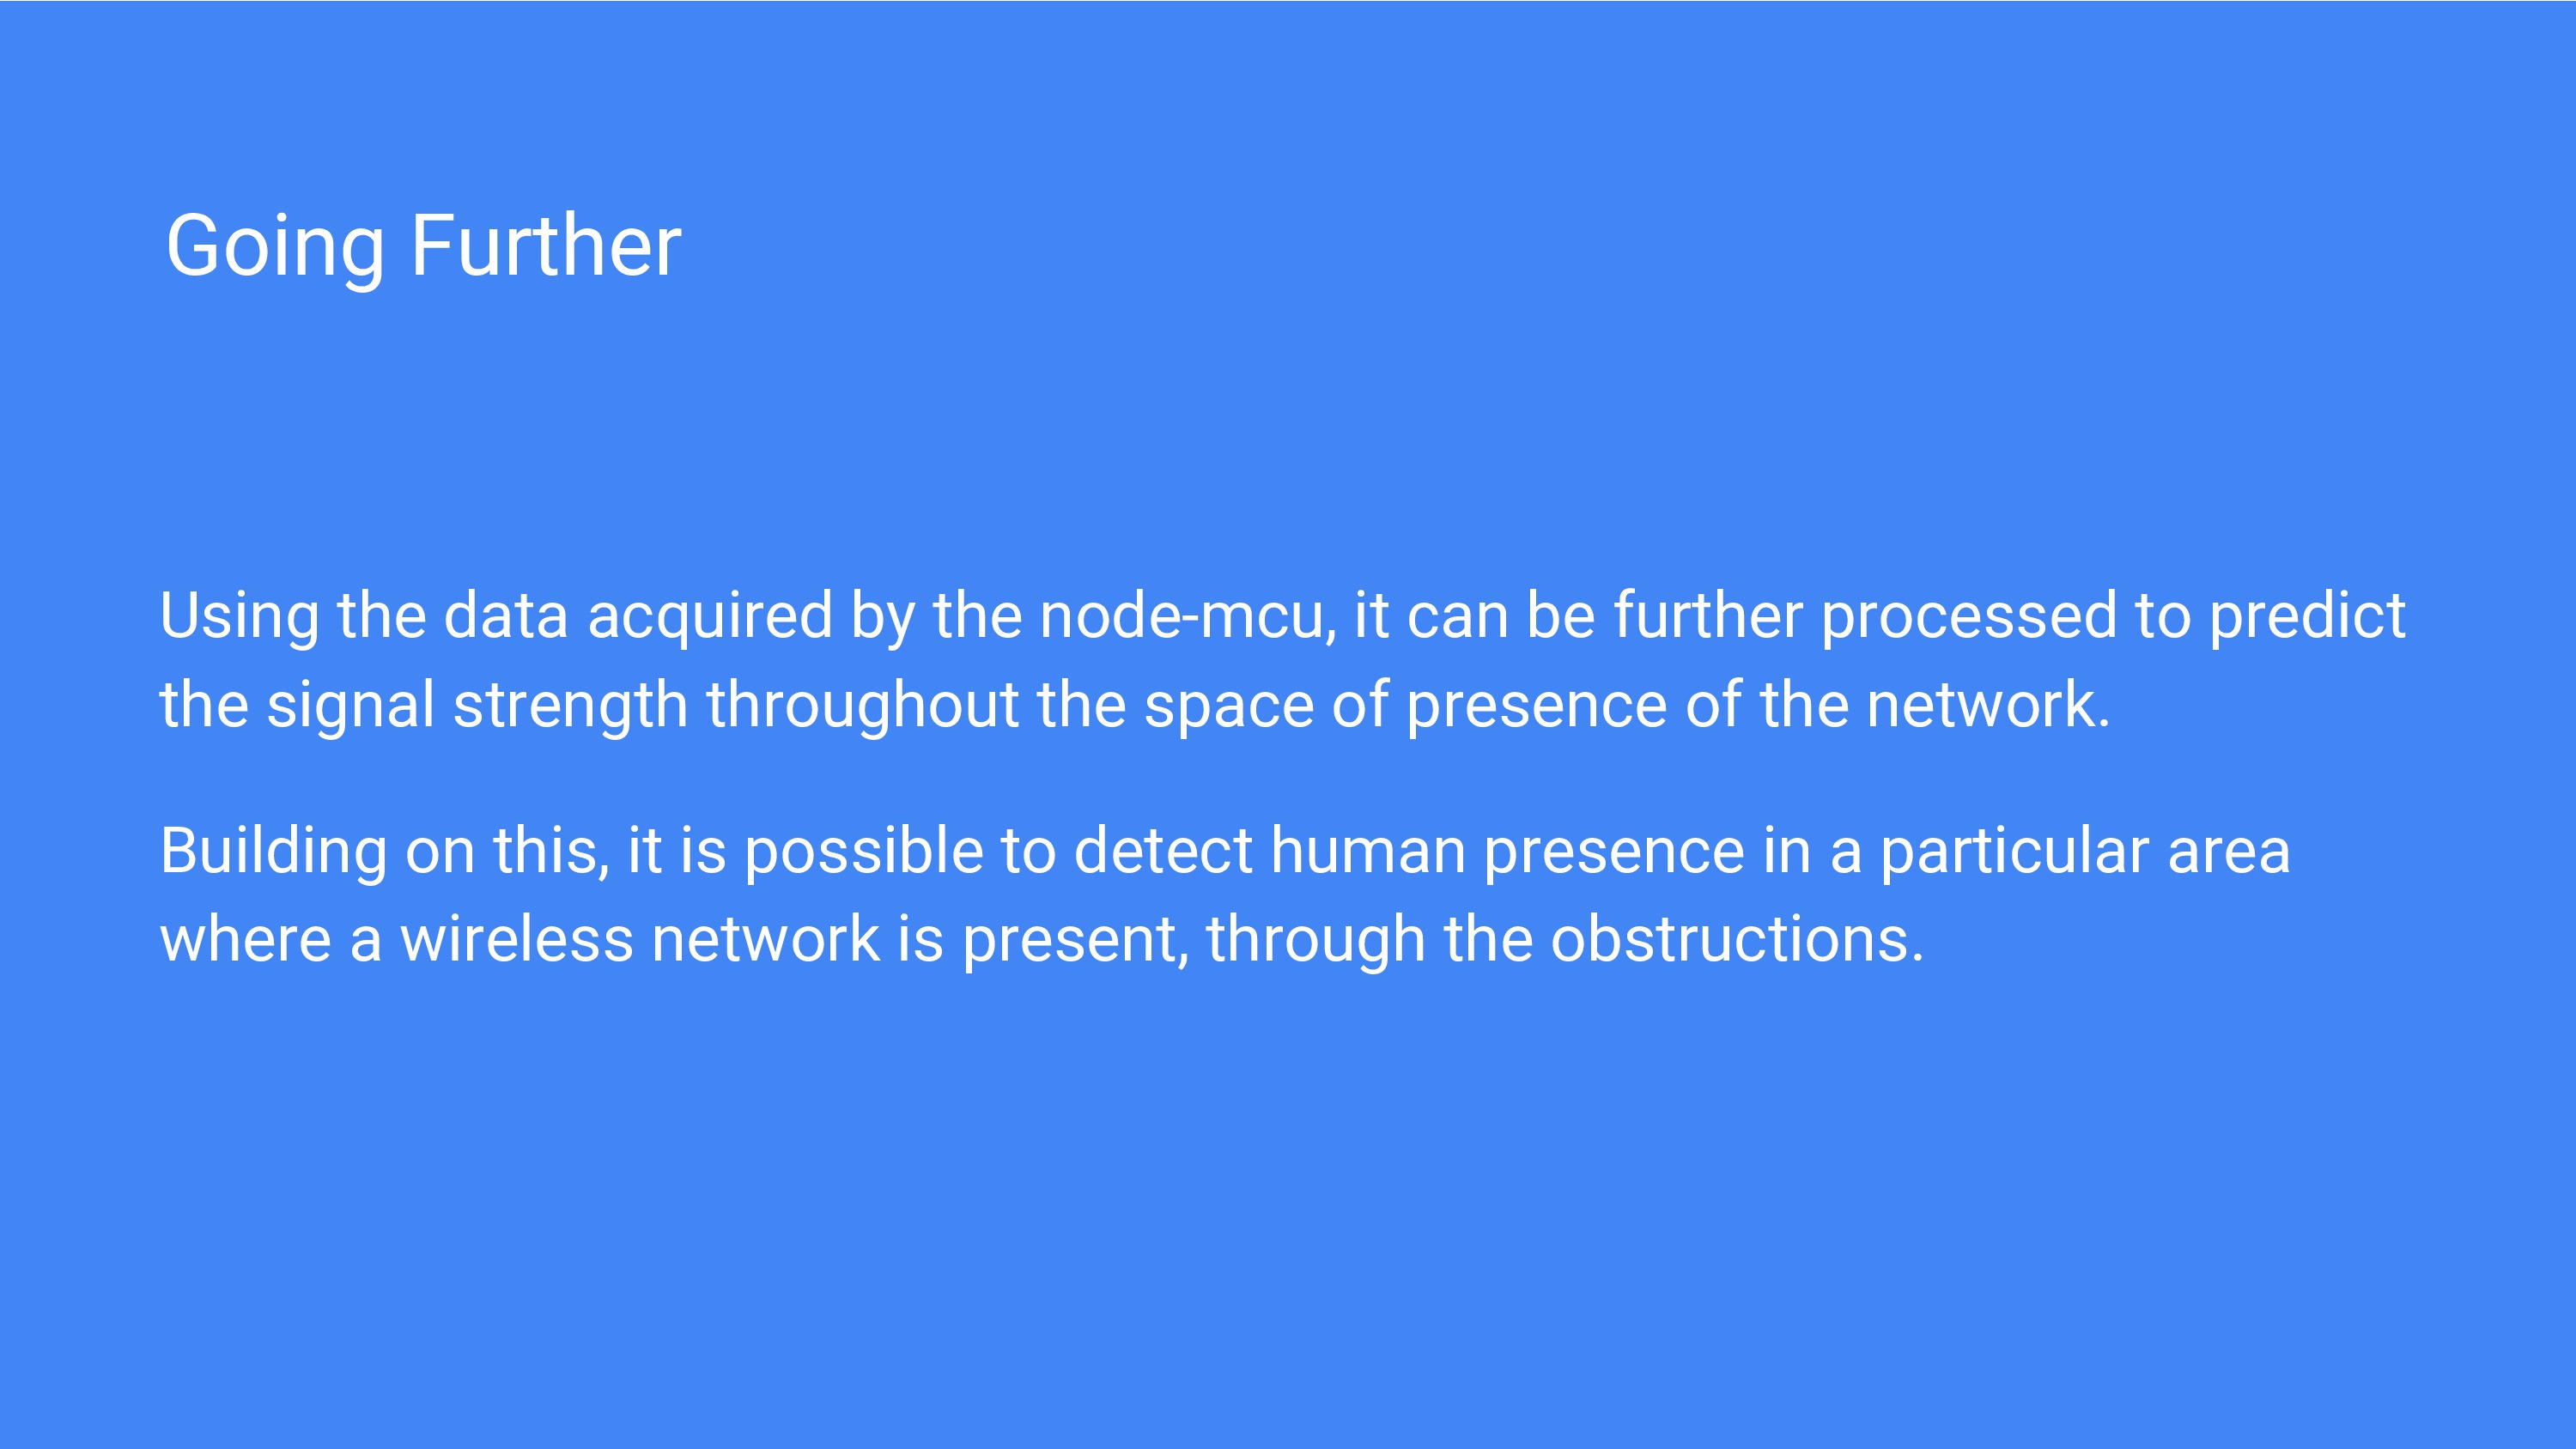 Going Further
Using the data acquired by the node-mcu, it can be further processed to predict
the signal strength throughout the space of presence of the network.
Building on this, it is possible to detect human presence in a particular area
where a wireless network is present, through the obstructions.